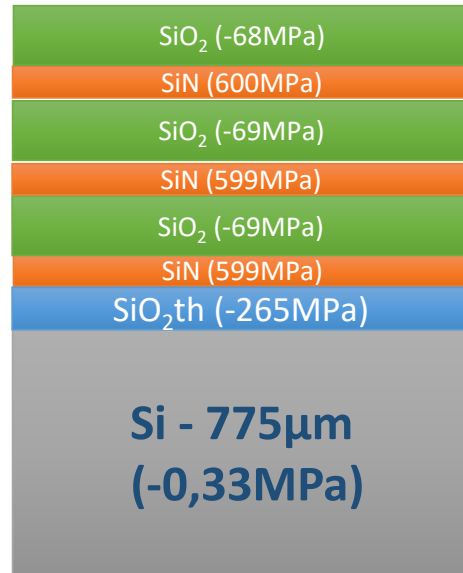 SiO₂ (-68MPa)
SiN (600MPa)
SiO₂ (-69MPa)
SiN (599MPa)
SiO₂ (-69MPa)
SiN (599MPa)
SiO₂th (-265MPa)
Si - 775µm
(-0,33MPa)